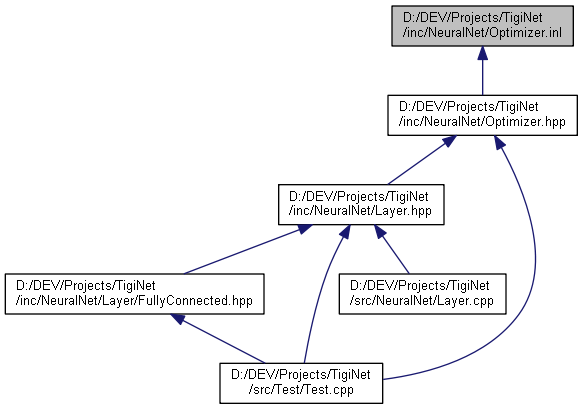 D:/DEV/Projects/TigiNet
/inc/NeuralNet/Optimizer.inl
D:/DEV/Projects/TigiNet
/inc/NeuralNet/Optimizer.hpp
D:/DEV/Projects/TigiNet
/inc/NeuralNet/Layer.hpp
D:/DEV/Projects/TigiNet
/inc/NeuralNet/Layer/FullyConnected.hpp
D:/DEV/Projects/TigiNet
/src/NeuralNet/Layer.cpp
D:/DEV/Projects/TigiNet
/src/Test/Test.cpp